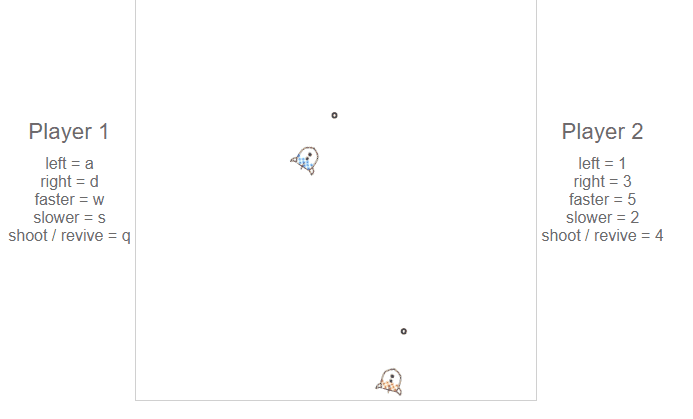 Player 1
left = a
right = d
faster = w
slower = s
shoot / revive = q
Player 2
left = 1
right = 3
faster = 5
slower = 2
shoot / revive = 4